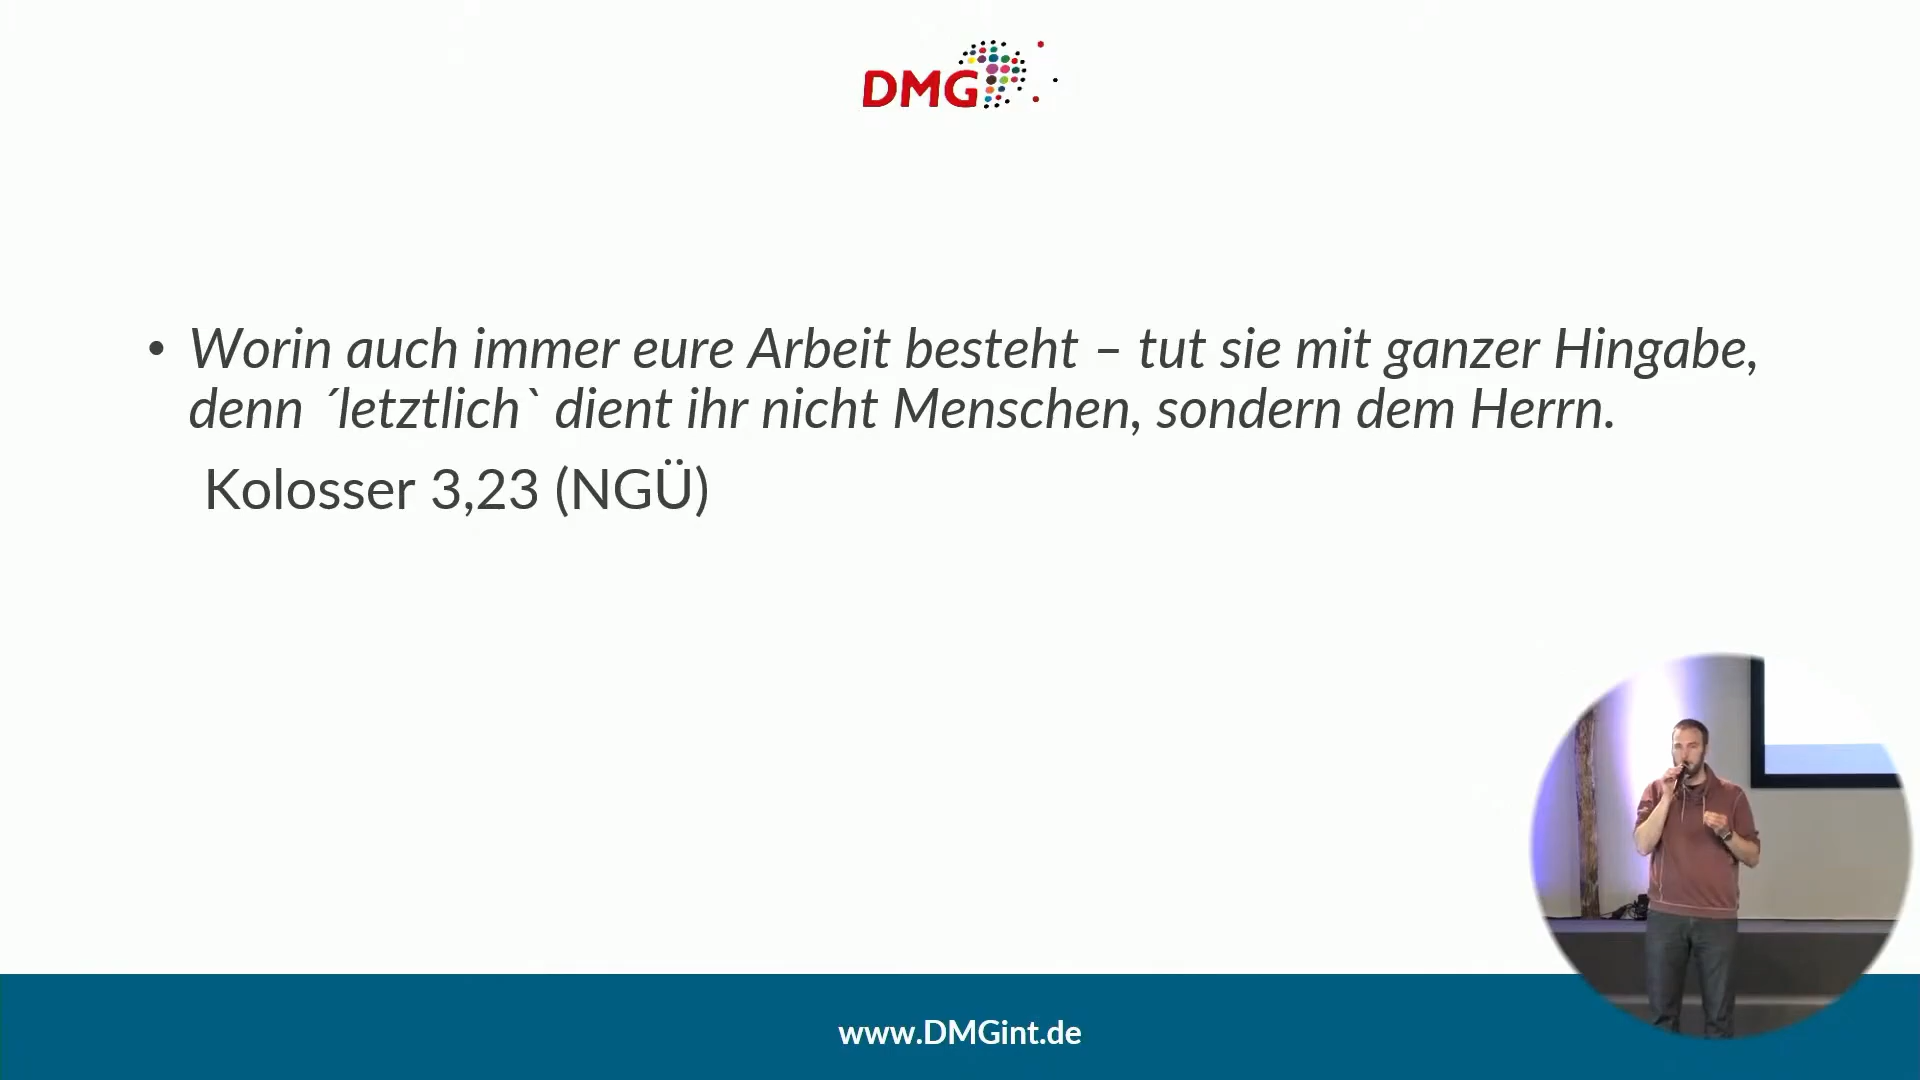 DMG
• Worin auch immer eure Arbeit besteht – tut sie mit ganzer Hingabe,
denn ´letztlich` dient ihr nicht Menschen, sondern dem Herrn.
Kolosser 3,23 (NGÜ)
www.DMGint.de